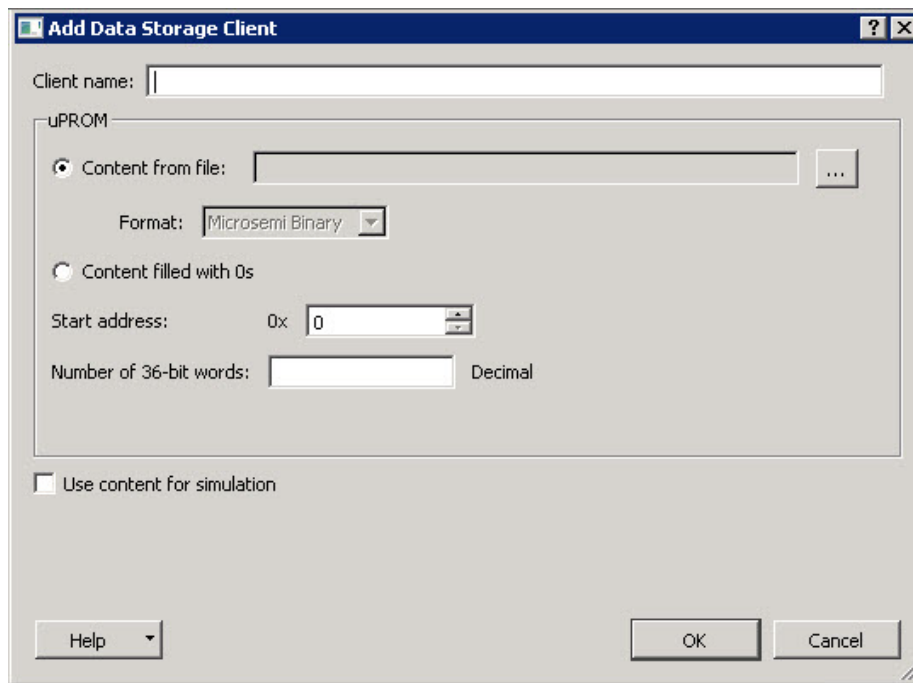 Add Data Storage Client
Client name:
uPROM
Content from file:
...
Format: Microsemi Binary
Content filled with 0s
Start address: 0x 0
Number of 36-bit words: Decimal
Use content for simulation
Help OK Cancel